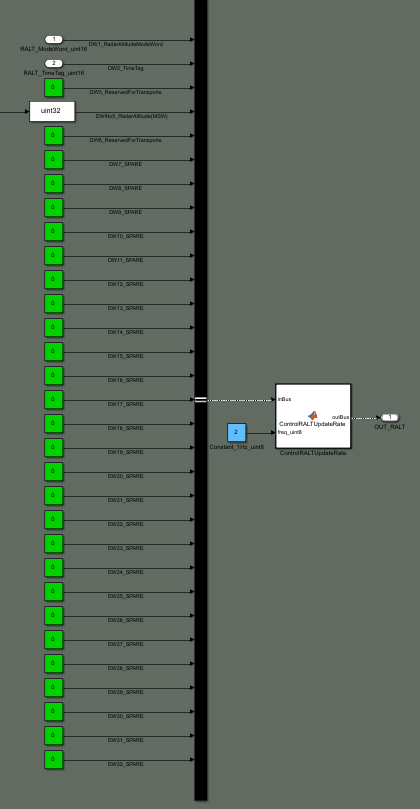 1
DW1_RadarAltitudeModeWord
RALT_ModeWord_uint16
2
DW2_TimeTag
RALT_TimeTag_uint16
0
DW3_ReservedForTransports
uint32
DW4to5_RadarAltitude(MSW)
0
DW6_ReservedForTransports
0
DW7_SPARE
0
DW8_SPARE
0
DW9_SPARE
0
DW10_SPARE
0
DW11_SPARE
0
DW12_SPARE
0
DW13_SPARE
0
DW14_SPARE
0
DW15_SPARE
0
DW16_SPARE
0
DW17_SPARE
0
DW18_SPARE
0
DW19_SPARE
0
DW20_SPARE
0
DW21_SPARE
0
DW22_SPARE
0
DW23_SPARE
0
DW24_SPARE
0
DW25_SPARE
0
DW26_SPARE
0
DW27_SPARE
0
DW28_SPARE
0
DW29_SPARE
0
DW30_SPARE
0
DW31_SPARE
0
DW32_SPARE
inBus
outBus
ControlRALTUpdateRate
freq_uint8
ControlRALTUpdateRate
2
Constant_1Hz_uint8
1
OUT_RALT